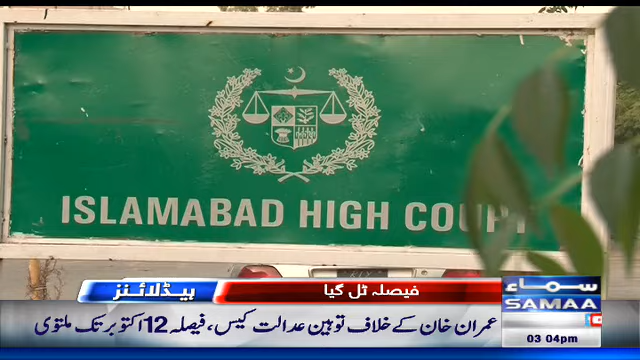 ISLAMABAD HIGH COURT
فیصلہ ٹل گیا
ہیڈلائنز
عمران خان کے خلاف توہین عدالت کیس، فیصلہ 12 اکتوبر تک ملتوی
سماء
SAMAA
03 04pm